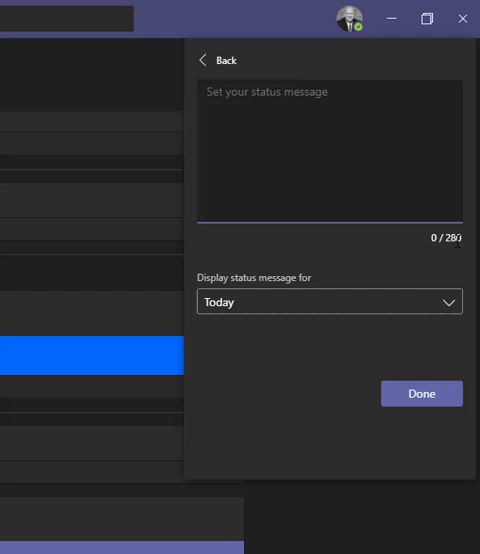 Back
Set your status message
0 / 280
Display status message for
Today
Done